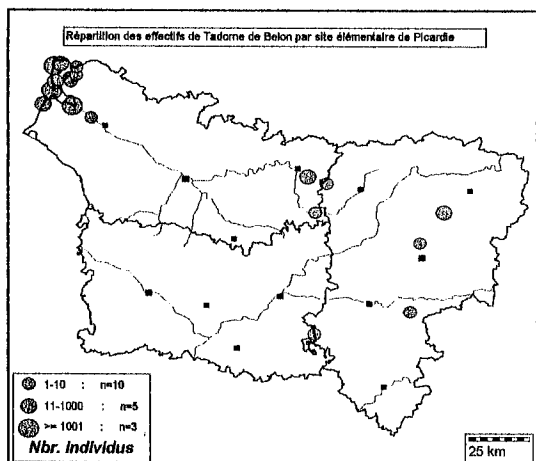 Répartition des effectifs de Tadorne de Belon par site élémentaire de Picardie
1-10 : n=10
11-1000 : n=5
>= 1001 : n=3
Nbr. individus
25 km